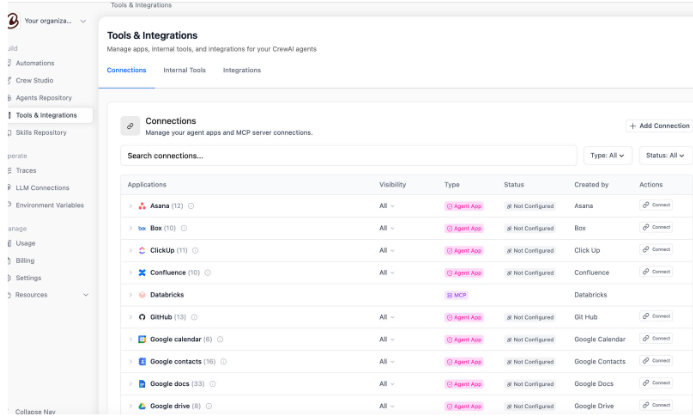 Tools & Integrations
Your organiza...
uild
Automations
Crew Studio
Agents Repository
Tools & Integrations
Skills Repository
perate
Traces
LLM Connections
Environment Variables
anage
Usage
Billing
Settings
Resources
Collapse Nav
Tools & Integrations
Manage apps, internal tools, and integrations for your CrewAI agents
Connections Internal Tools Integrations
Connections
Manage your agent apps and MCP server connections.
+ Add Connection
Search connections... Type: All Status: All
Applications Visibility Type Status Created by Actions
Asana (12) All Agent App Not Configured Asana Connect
Box (10) All Agent App Not Configured Box Connect
ClickUp (11) All Agent App Not Configured Click Up Connect
Confluence (10) All Agent App Not Configured Confluence Connect
Databricks MCP Databricks
GitHub (13) All Agent App Not Configured Git Hub Connect
Google calendar (6) All Agent App Not Configured Google Calendar Connect
Google contacts (16) All Agent App Not Configured Google Contacts Connect
Google docs (33) All Agent App Not Configured Google Docs Connect
Google drive (8) All Agent App Not Configured Google Drive Connect